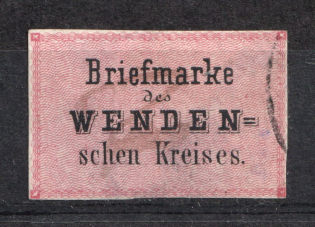 Briefmarke
des
WENDEN=
schen Kreises.